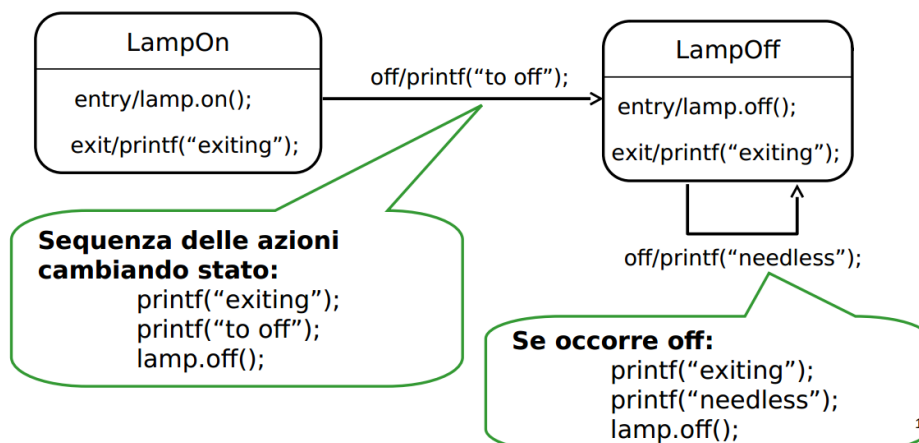 LampOn
entry/lamp.on();
exit/printf(“exiting”);
off/printf(“to off”);
LampOff
entry/lamp.off();
exit/printf(“exiting”);
off/printf(“needless”);
Sequenza delle azioni
cambiando stato:
printf(“exiting”);
printf(“to off”);
lamp.off();
Se occorre off:
printf(“exiting”);
printf(“needless”);
lamp.off();
1